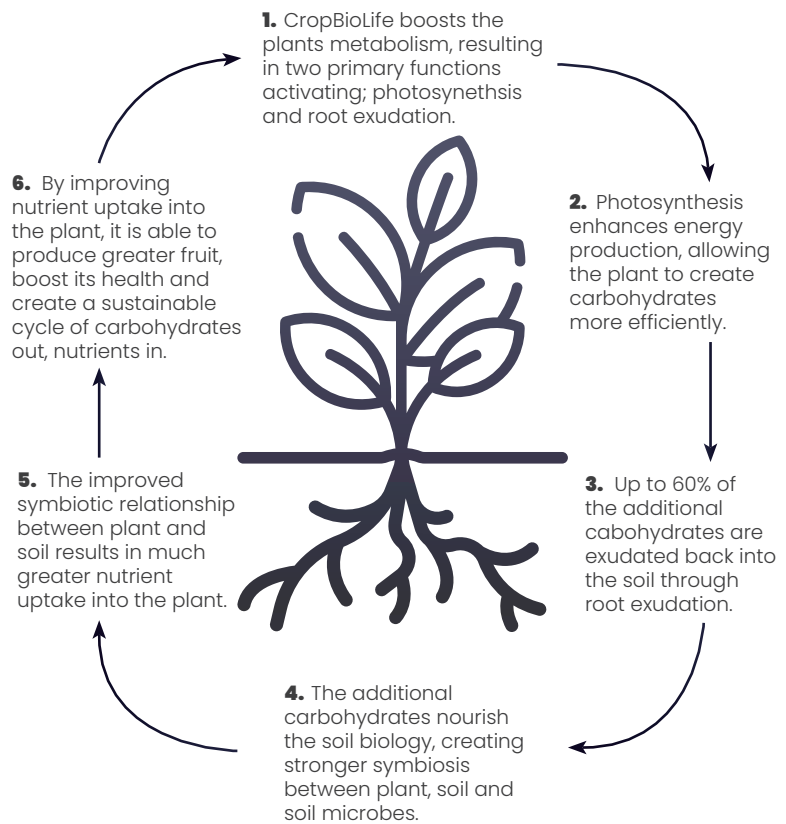 1. CropBioLife boosts the
plants metabolism, resulting
in two primary functions
activating; photosynethsis
and root exudation.
2. Photosynthesis
enhances energy
production, allowing
the plant to create
carbohydrates
more efficiently.
3. Up to 60% of
the additional
cabohydrates are
exudated back into
the soil through
root exudation.
4. The additional
carbohydrates nourish
the soil biology, creating
stronger symbiosis
between plant, soil and
soil microbes.
5. The improved
symbiotic relationship
between plant and
soil results in much
greater nutrient
uptake into the plant.
6. By improving
nutrient uptake into
the plant, it is able to
produce greater fruit,
boost its health and
create a sustainable
cycle of carbohydrates
out, nutrients in.